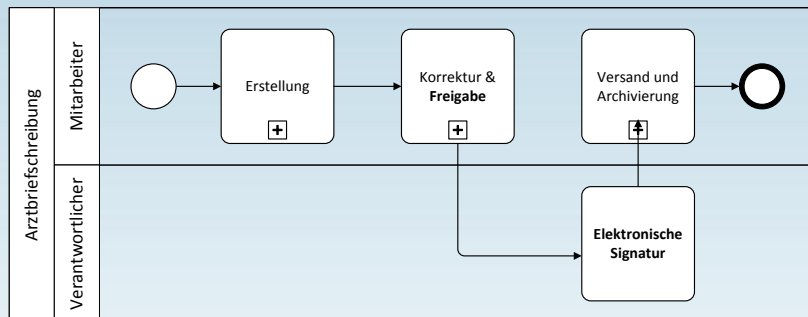 Arztbriefschreibung
Mitarbeiter
Erstellung
Korrektur &
Freigabe
Versand und
Archivierung
Verantwortlicher
Elektronische
Signatur